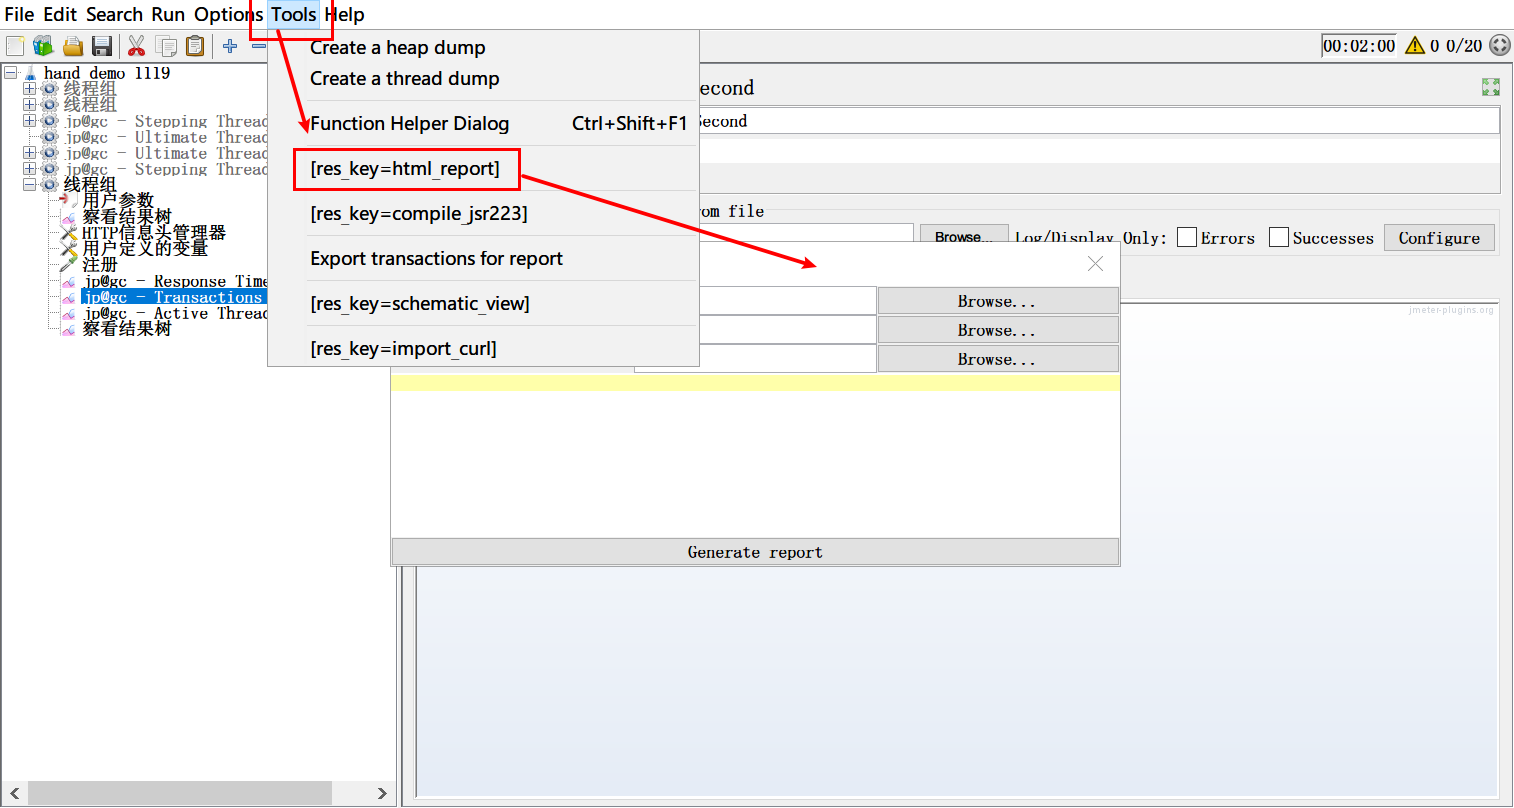 File Edit Search Run Options Tools Help
00:02:00 0 0/20
Create a heap dump
Create a thread dump
Function Helper Dialog Ctrl+Shift+F1
[res_key=html_report]
[res_key=compile_jsr223]
Export transactions for report
[res_key=schematic_view]
[res_key=import_curl]
hand demo 1119
线程组
线程组
jp@gc - Stepping Thread
jp@gc - Ultimate Thread
jp@gc - Ultimate Thread
jp@gc - Stepping Thread
线程组
用户参数
察看结果树
HTTP信息头管理器
用户定义的变量
注册
jp@gc - Response Time
jp@gc - Transactions
jp@gc - Active Thread
察看结果树
econd
Second
om file
Browse... Log/Display Only: Errors Successes Configure
Browse...
Browse...
Browse...
jmeter-plugins.org
Generate report